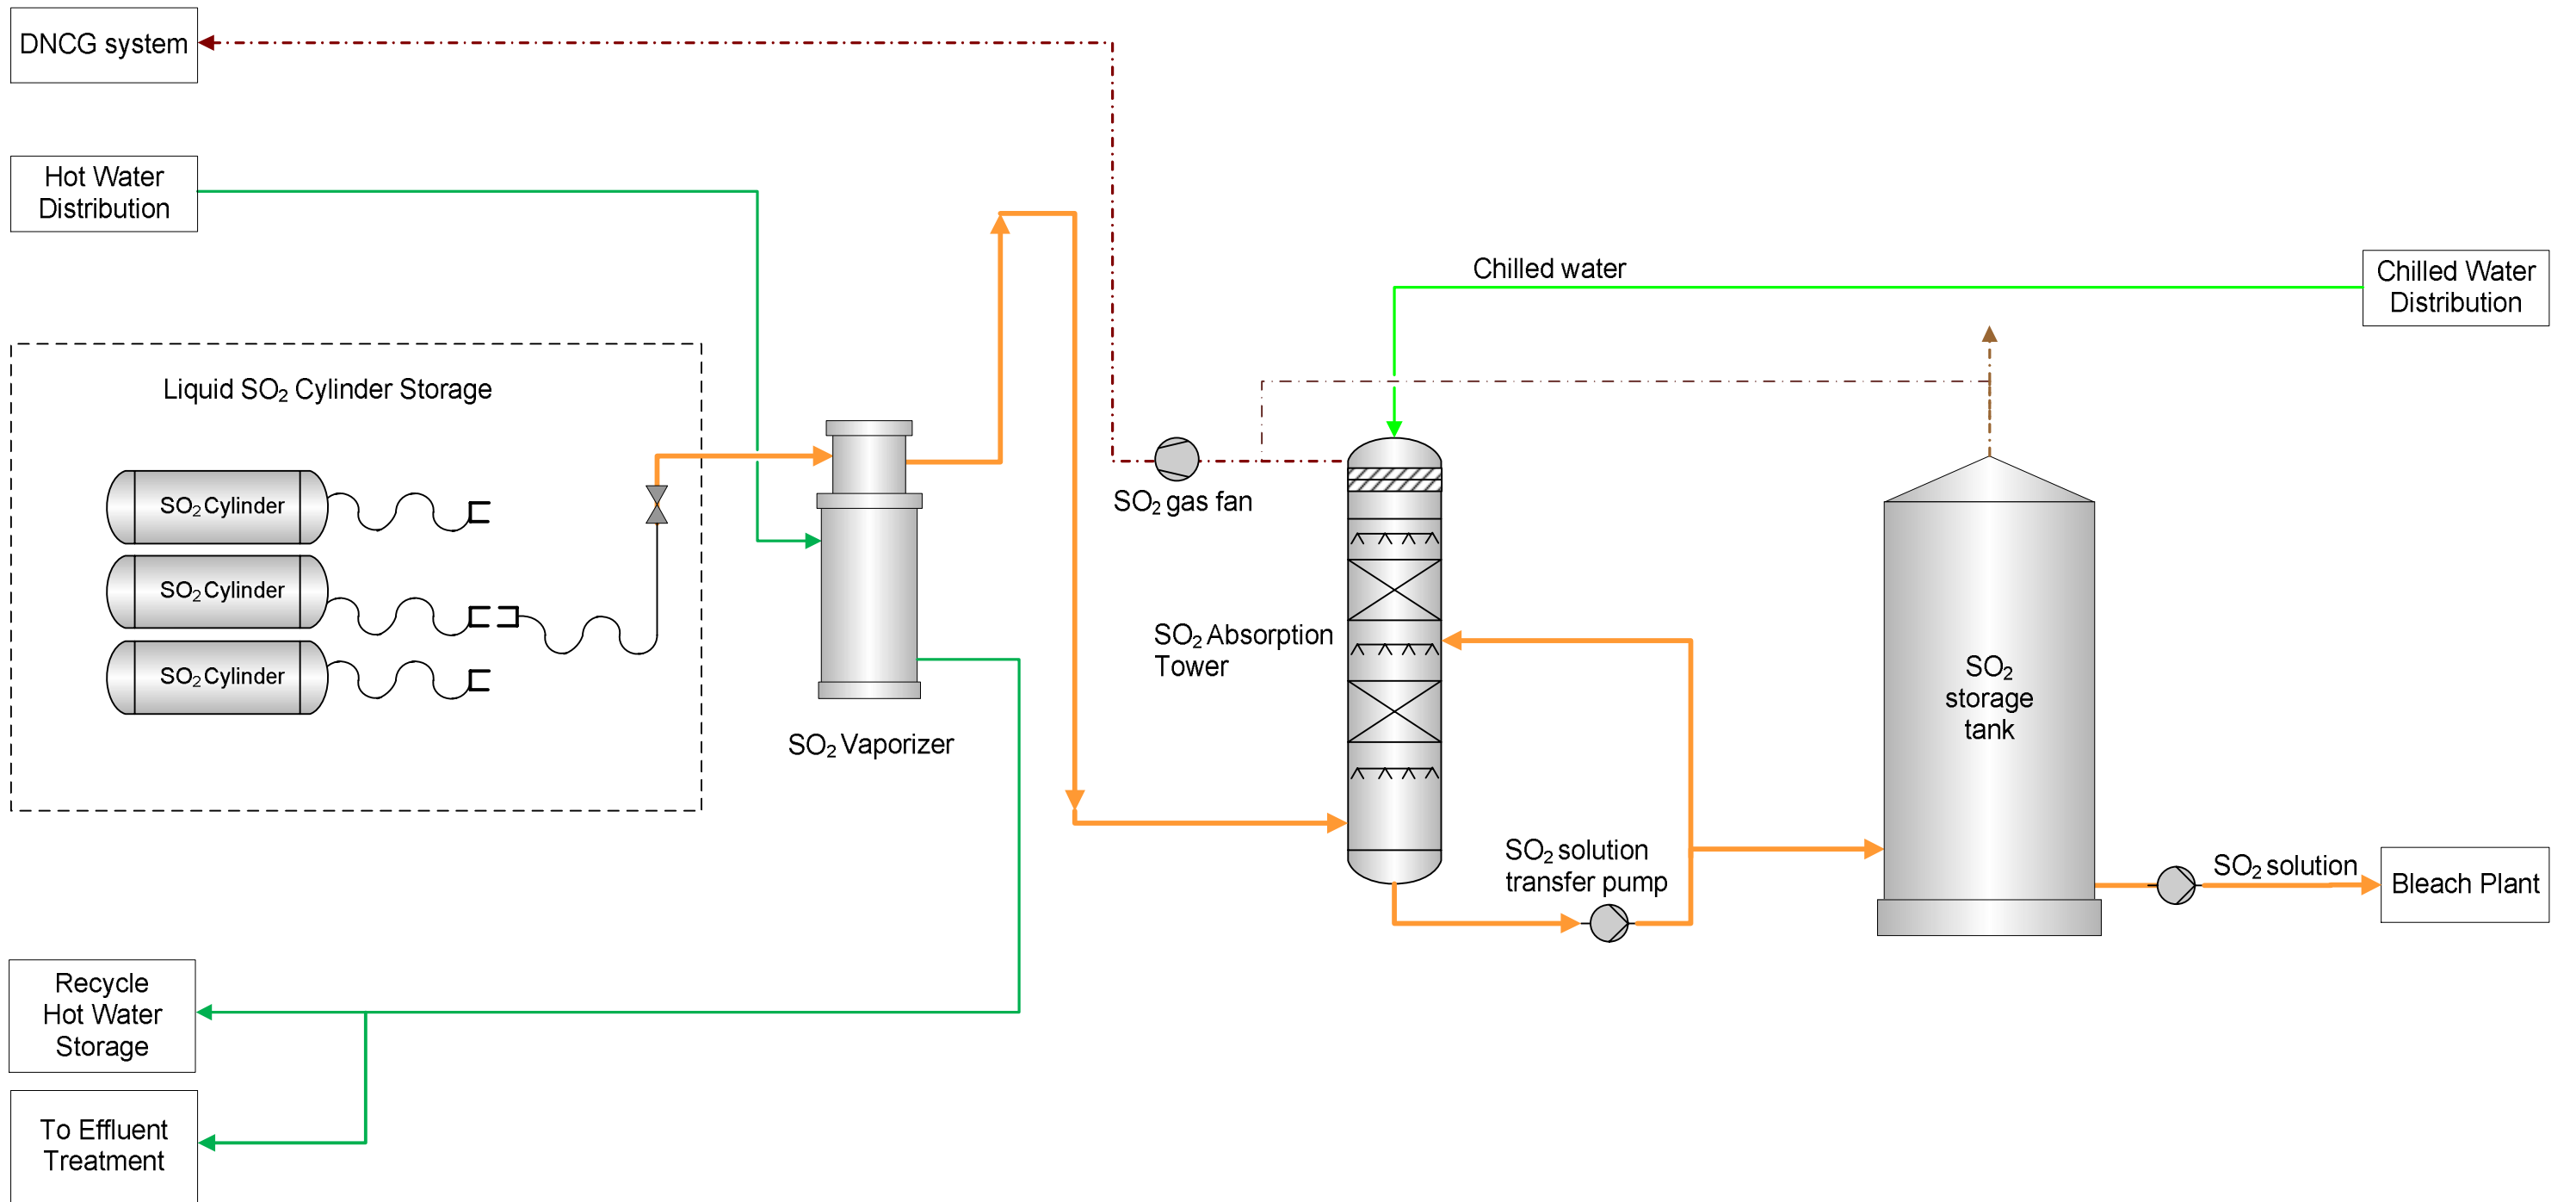 DNCG system
Hot Water
Distribution
Chilled water
Chilled Water
Distribution
Liquid SO₂ Cylinder Storage
SO₂ Cylinder
SO₂ Cylinder
SO₂ Cylinder
SO₂ Vaporizer
SO₂ gas fan
SO₂ Absorption
Tower
SO₂ solution
transfer pump
SO₂
storage
tank
SO₂ solution
Bleach Plant
Recycle
Hot Water
Storage
To Effluent
Treatment